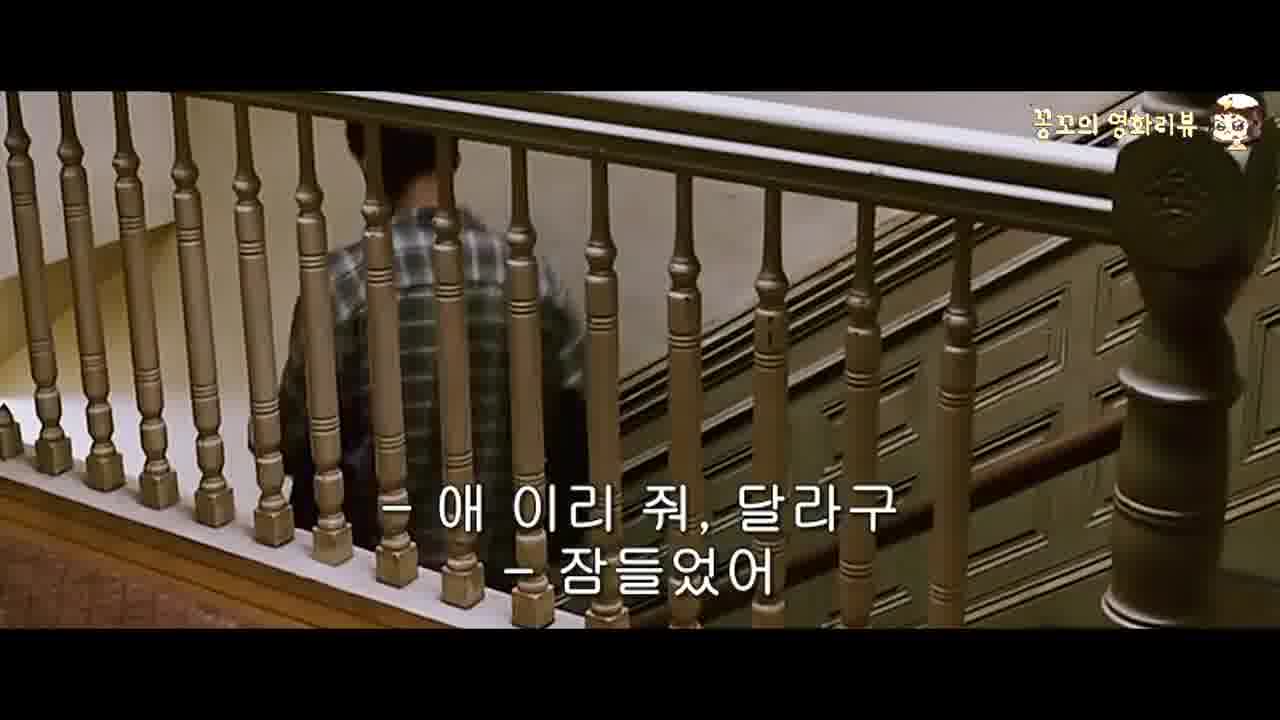 꽁꼬의 영화리뷰
- 애 이리 줘, 달라구
- 잠들었어